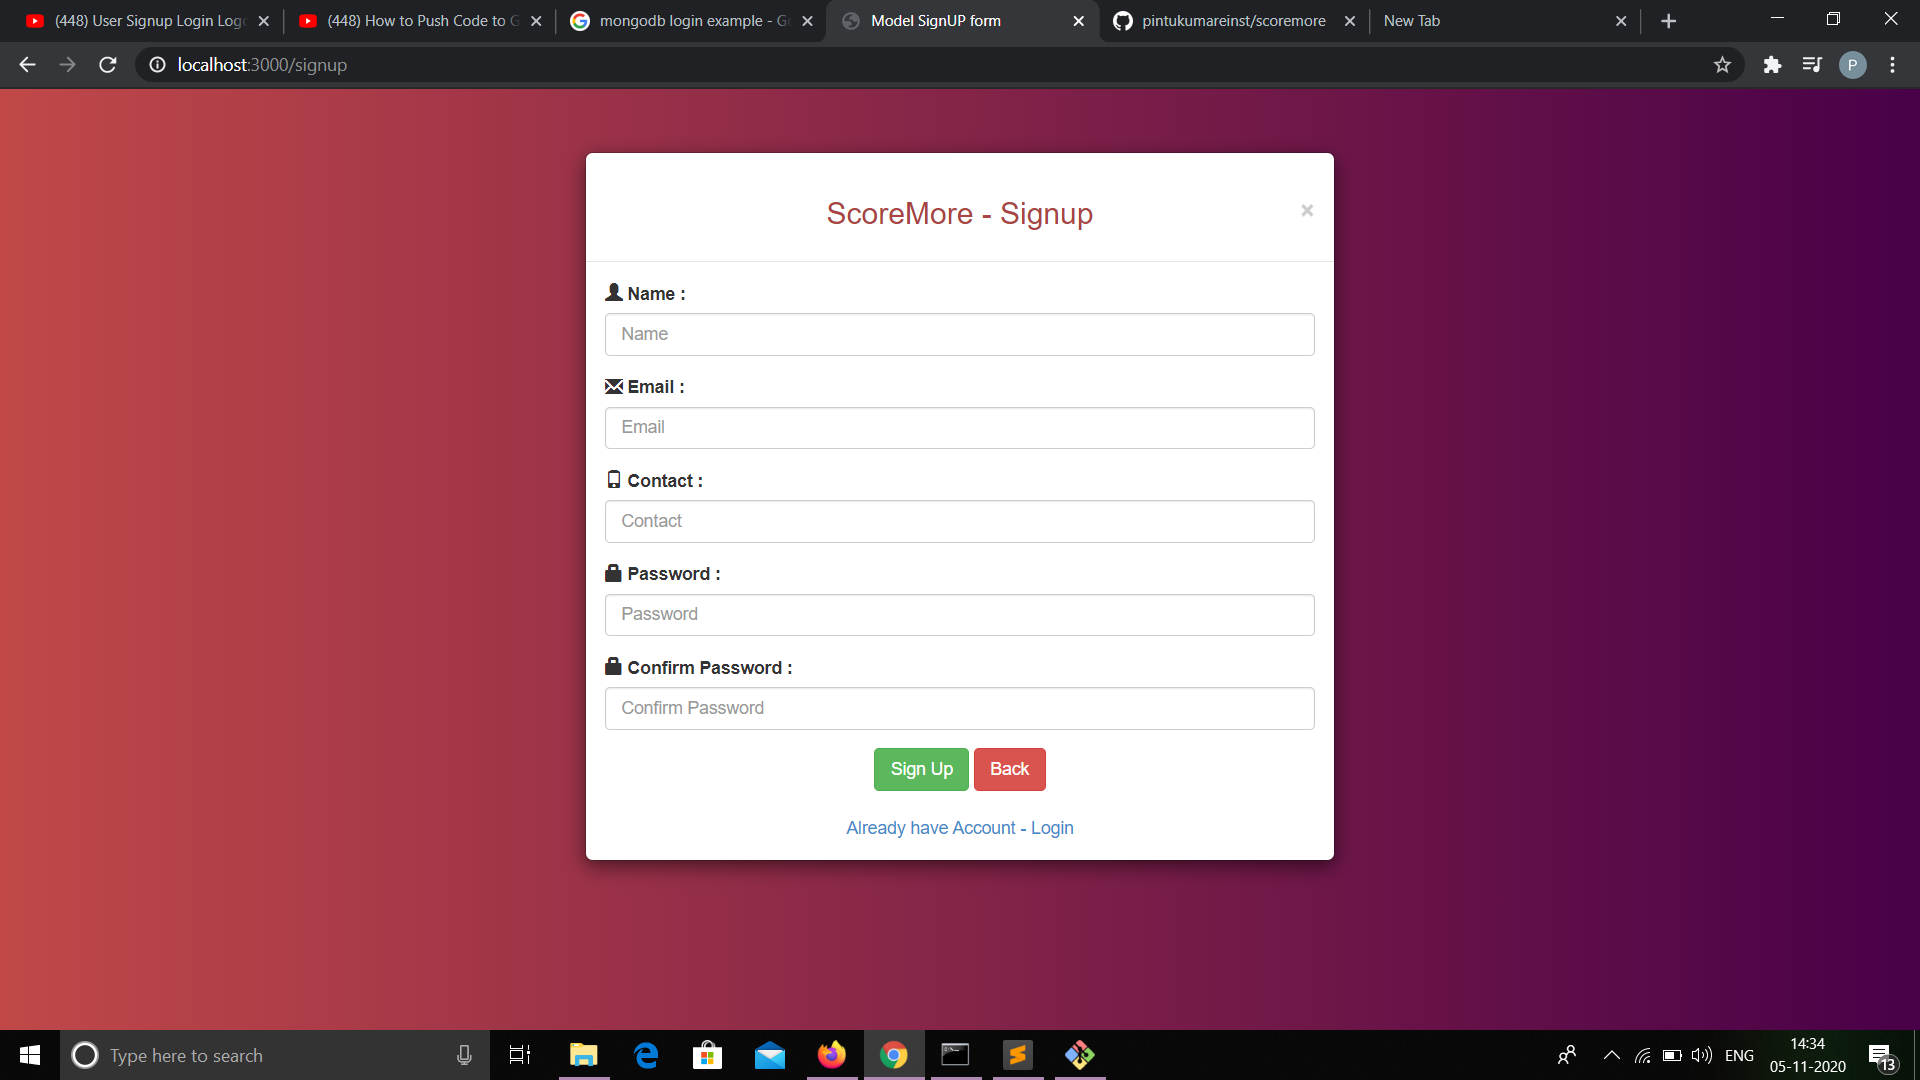 (448) User Signup Login Log
(448) How to Push Code to G
mongodb login example - G
Model SignUP form
pintukumareinst/scoremore
New Tab
localhost:3000/signup
P
ScoreMore - Signup
×
Name :
Name
Email :
Email
Contact :
Contact
Password :
Password
Confirm Password :
Confirm Password
Sign Up
Back
Already have Account - Login
Type here to search
ENG
14:34
05-11-2020
13